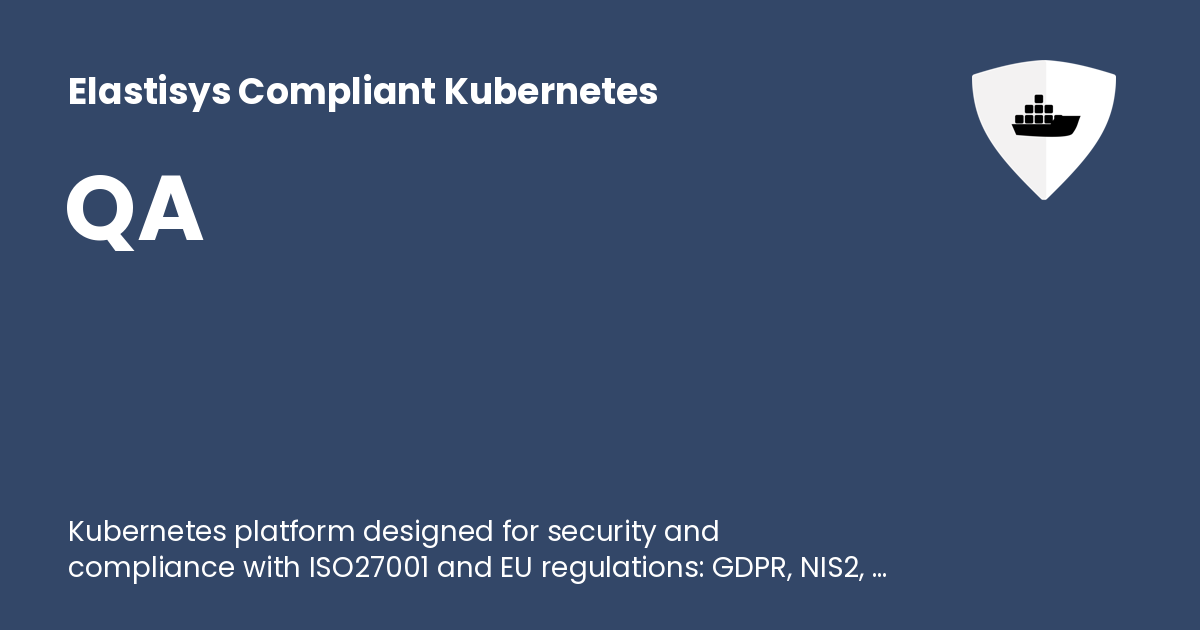 Elastisys Compliant Kubernetes
QA
Kubernetes platform designed for security and
compliance with ISO27001 and EU regulations: GDPR, NIS2, ...